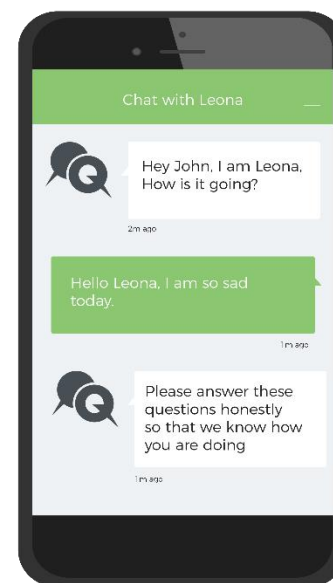 Chat with Leona
Hey John, I am Leona,
How is it going?
2m ago
Hello Leona, I am so sad
today.
1m ago
Please answer these
questions honestly
so that we know how
you are doing
1m ago